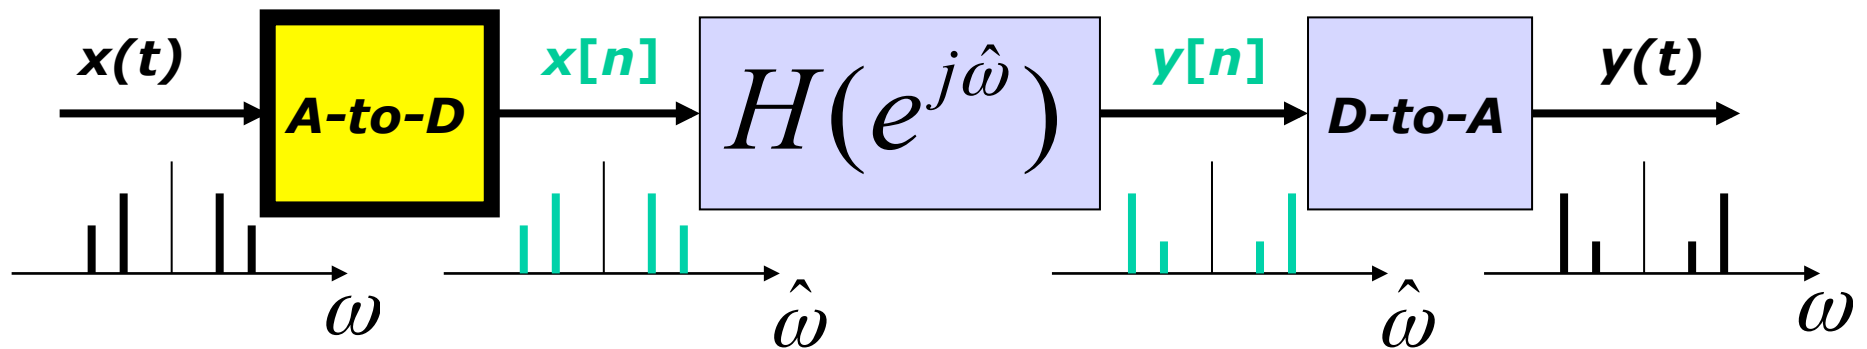 x(t)
A-to-D
x[n]
H(e^{jω̂})
y[n]
D-to-A
y(t)
ω
ω̂
ω̂
ω